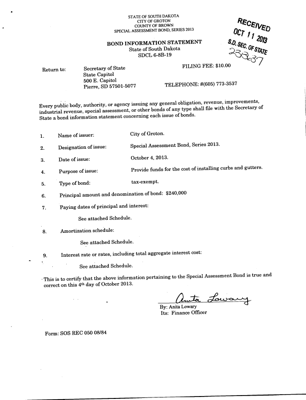 STATE OF SOUTH DAKOTA
CITY OF GROTON
COUNTY OF BROWN
SPECIAL ASSESSMENT BOND, SERIES 2013
RECEIVED
OCT 11 2013
S.D. SEC. OF STATE
BOND INFORMATION STATEMENT
State of South Dakota
SDCL 6-8B-19
FILING FEE: $10.00
Return to: Secretary of State
State Capitol
500 E. Capitol
Pierre, SD 57501-5077 TELEPHONE: #(605) 773-3537
Every public body, authority, or agency issuing any general obligation, revenue, improvements,
industrial revenue, special assessment, or other bonds of any type shall file with the Secretary of
State a bond information statement concerning each issue of bonds.
1. Name of issuer: City of Groton.
2. Designation of issue: Special Assessment Bond, Series 2013.
3. Date of issue: October 4, 2013.
4. Purpose of issue: Provide funds for the cost of installing curbs and gutters.
5. Type of bond: tax-exempt.
6. Principal amount and denomination of bond: $240,000
7. Paying dates of principal and interest:
See attached Schedule.
8. Amortization schedule:
See attached Schedule.
9. Interest rate or rates, including total aggregate interest cost:
See attached Schedule.
This is to certify that the above information pertaining to the Special Assessment Bond is true and
correct on this 4th day of October 2013.
Anita Lowary
By: Anita Lowary
Its: Finance Officer
Form: SOS REC 050 08/84